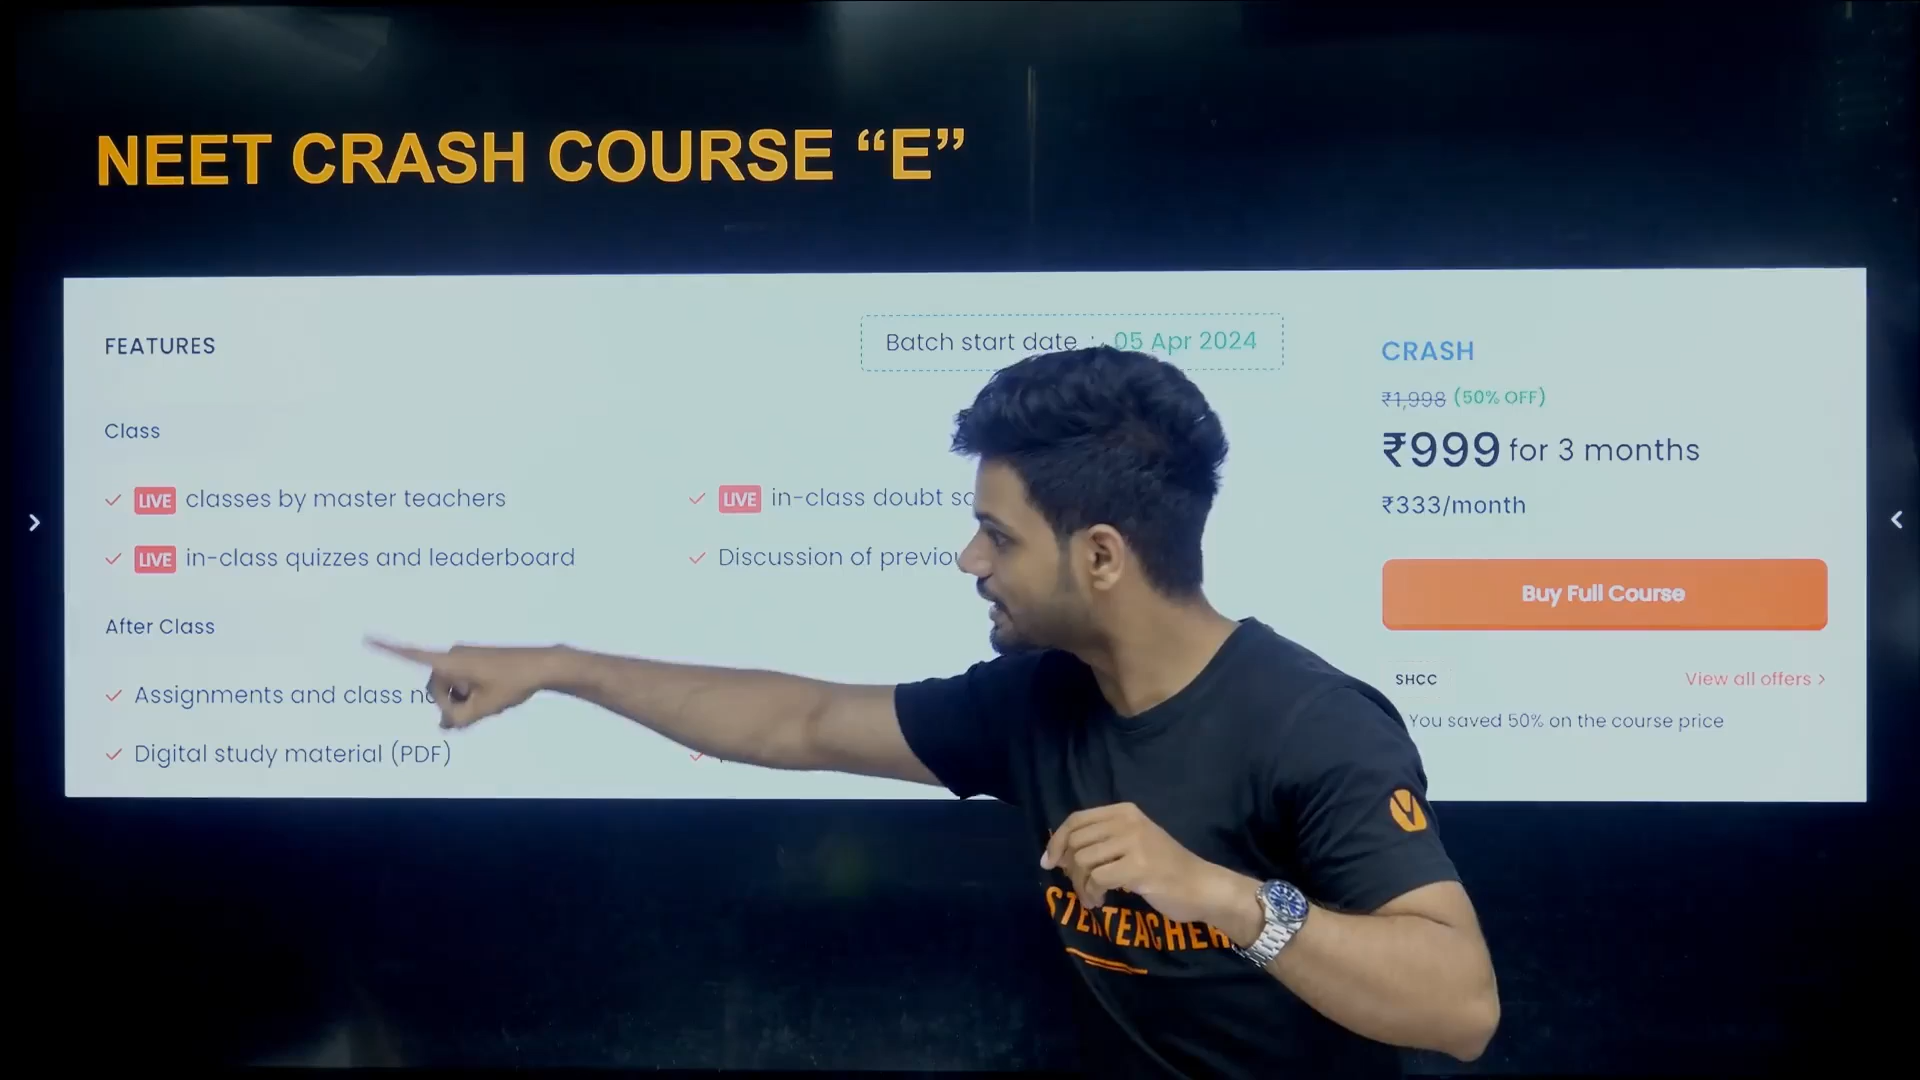 NEET CRASH COURSE “E”
FEATURES
Batch start date : 05 Apr 2024
Class
LIVE classes by master teachers
LIVE in-class doubt
LIVE in-class quizzes and leaderboard
Discussion of
After Class
Assignments and class
Digital study material (PDF)
CRASH
₹1,998 (50% OFF)
₹999 for 3 months
₹333/month
Buy Full Course
SHCC
View all offers >
You saved 50% on the course price
TEACHER